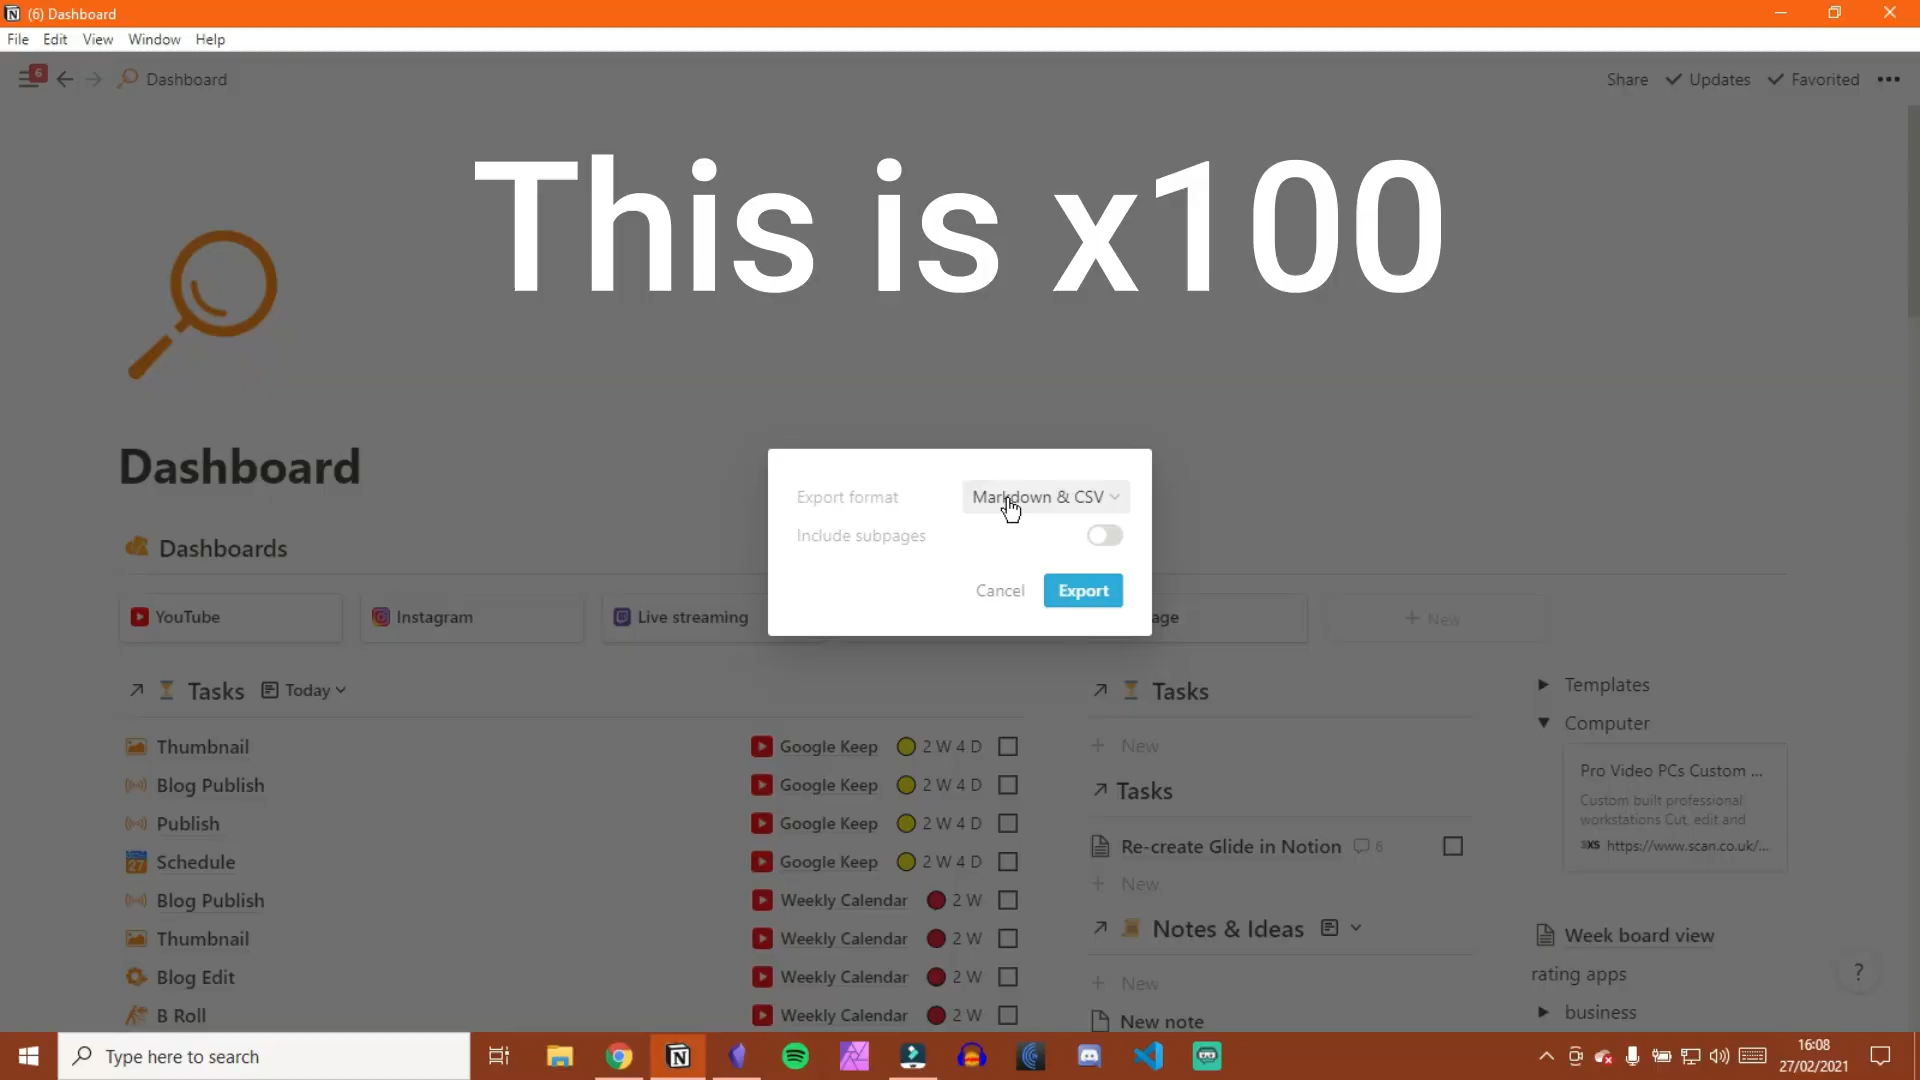 (6) Dashboard
File Edit View Window Help
6 Dashboard Share Updates Favorited
This is x100
Dashboard
Export format Markdown & CSV
Include subpages
Cancel Export
Dashboards
YouTube Instagram Live streaming age + New
Tasks Today
Thumbnail Google Keep 2 W 4 D
Blog Publish Google Keep 2 W 4 D
Publish Google Keep 2 W 4 D
Schedule Google Keep 2 W 4 D
Blog Publish Weekly Calendar 2 W
Thumbnail Weekly Calendar 2 W
Blog Edit Weekly Calendar 2 W
B Roll Weekly Calendar 2 W
Tasks
+ New
Tasks
Re-create Glide in Notion 6
+ New
Notes & Ideas
+ New
New note
Templates
Computer
Pro Video PCs Custom ...
Custom built professional
workstations Cut, edit and
https://www.scan.co.uk/...
Week board view
rating apps
business
?
Type here to search
16:08
27/02/2021